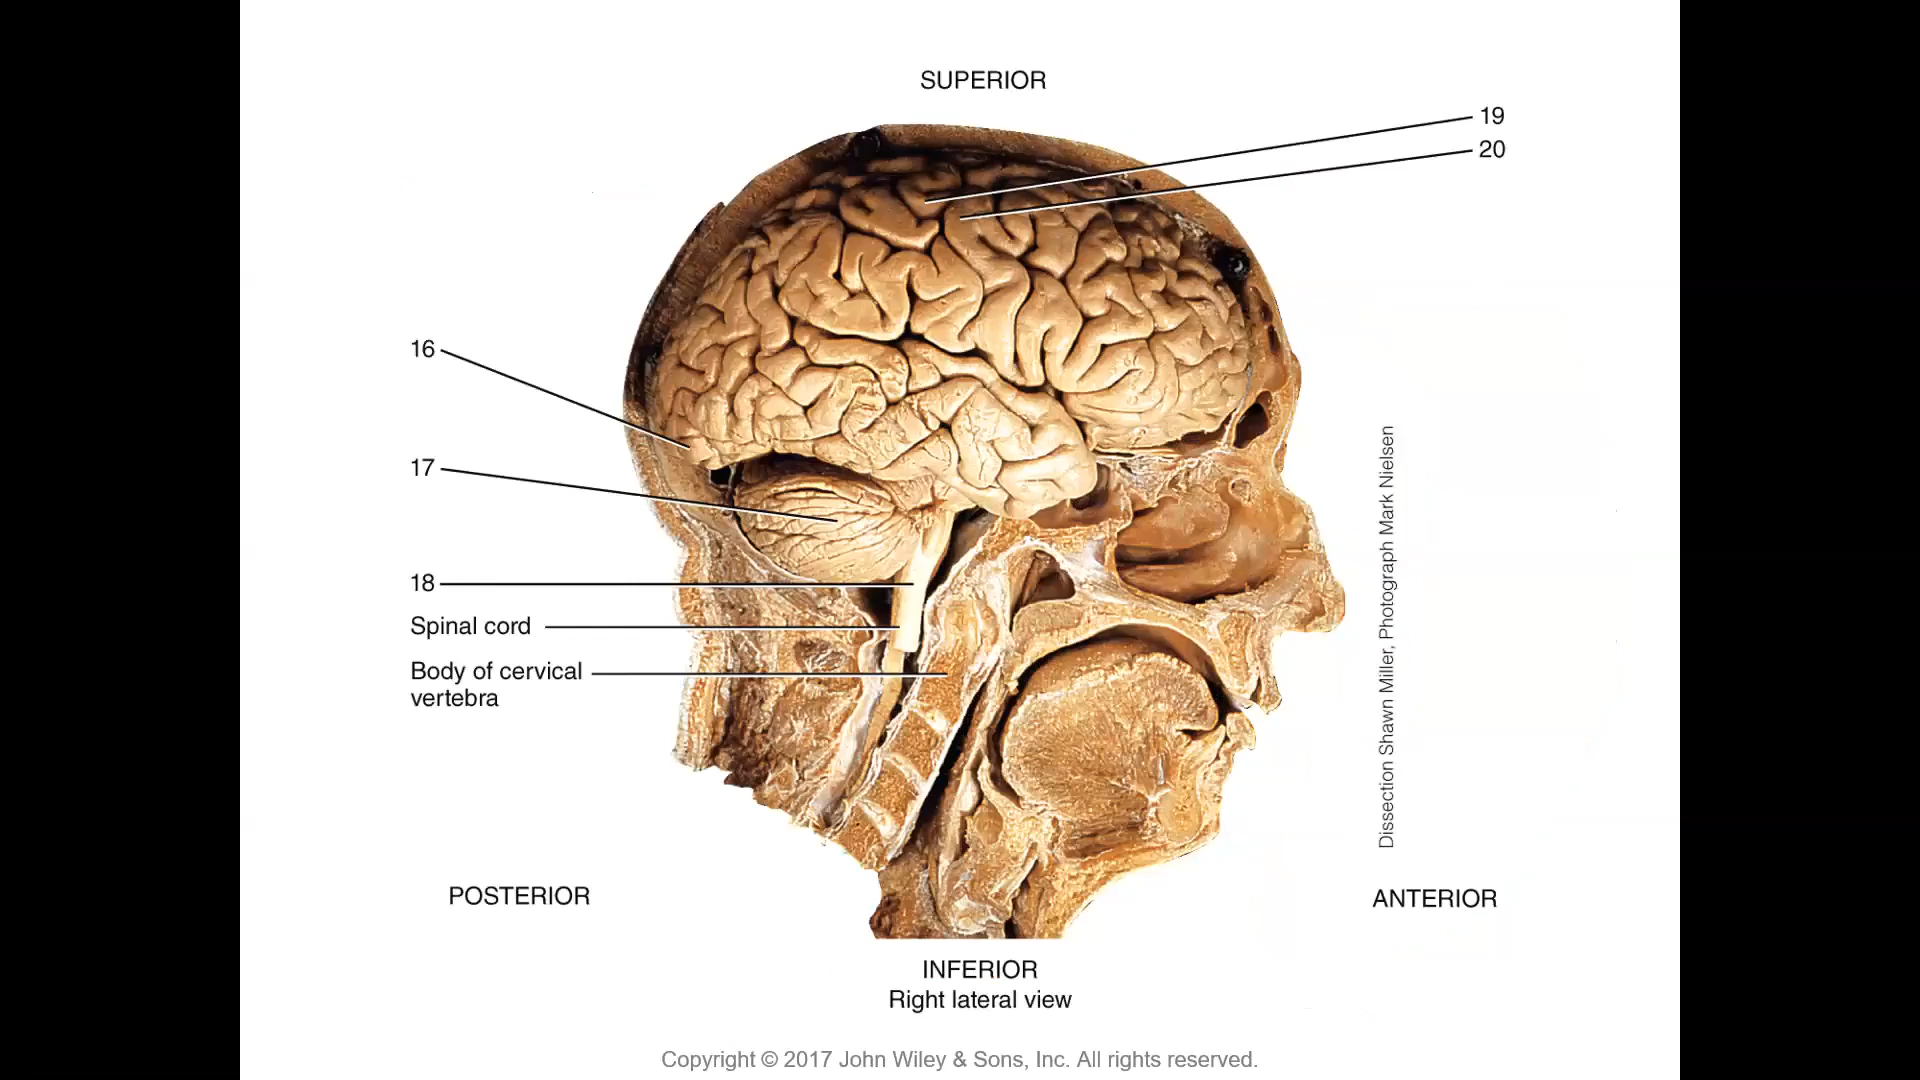 SUPERIOR
19
20
16
17
18
Spinal cord
Body of cervical
vertebra
Dissection Shawn Miller, Photograph Mark Nielsen
POSTERIOR
ANTERIOR
INFERIOR
Right lateral view
Copyright © 2017 John Wiley & Sons, Inc. All rights reserved.